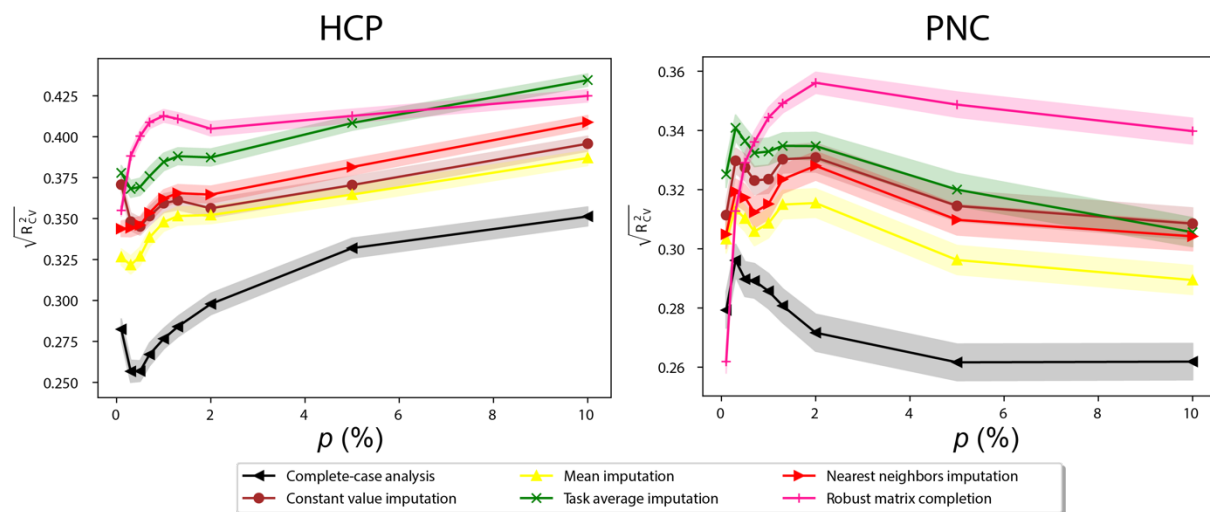 HCP
PNC
√R²CV
0.425
0.400
0.375
0.350
0.325
0.300
0.275
0.250
0
2
4
6
8
10
p (%)
√R²CV
0.36
0.34
0.32
0.30
0.28
0.26
0
2
4
6
8
10
p (%)
Complete-case analysis
Mean imputation
Nearest neighbors imputation
Constant value imputation
Task average imputation
Robust matrix completion